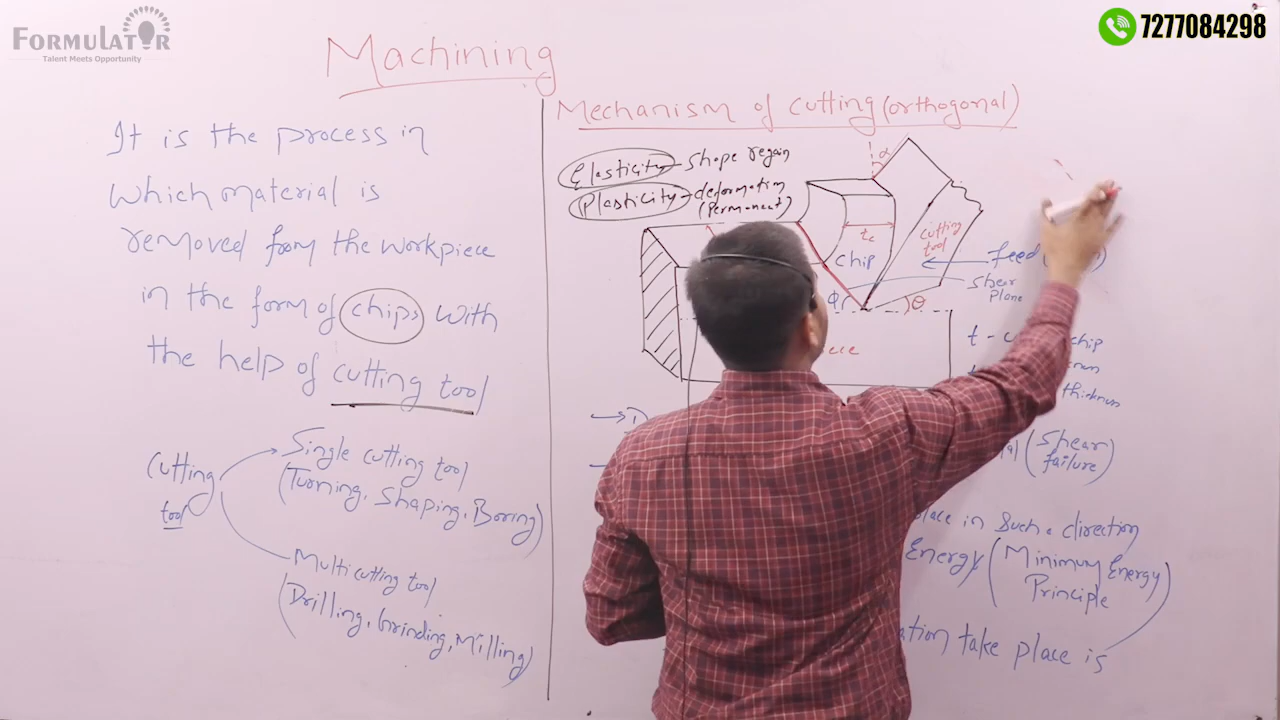 FORMULATOR
Talent Meets Opportunity
7277084298
Machining
It is the process in
which material is
removed from the workpiece
in the form of chips with
the help of cutting tool
Cutting
tool
Single cutting tool
(Turning, shaping, Boring)
Multi cutting tool
(Drilling, Grinding, Milling)
Mechanism of cutting (orthogonal)
Elasticity - shape regain
Plasticity - deformation
(Permanent)
α
tc
chip
cutting
tool
feed
shear
plane
φ
θ
t -
chip
thickness
(shear
failure)
place in such a direction
Energy (Minimum Energy
Principle)
take place is